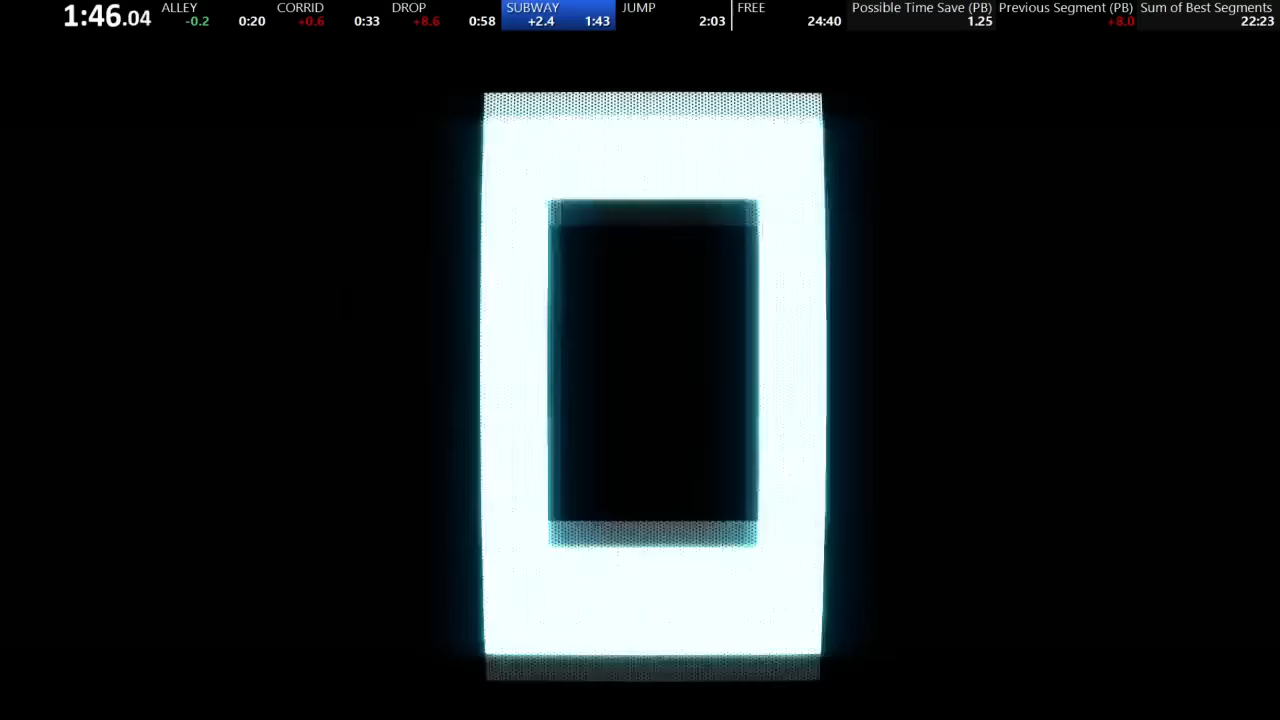 1:46.04
ALLEY
-0.2 0:20
CORRID
+0.6 0:33
DROP
+8.6 0:58
SUBWAY
+2.4 1:43
JUMP
2:03
FREE
24:40
Possible Time Save (PB)
1.25
Previous Segment (PB)
+8.0
Sum of Best Segments
22:23
0